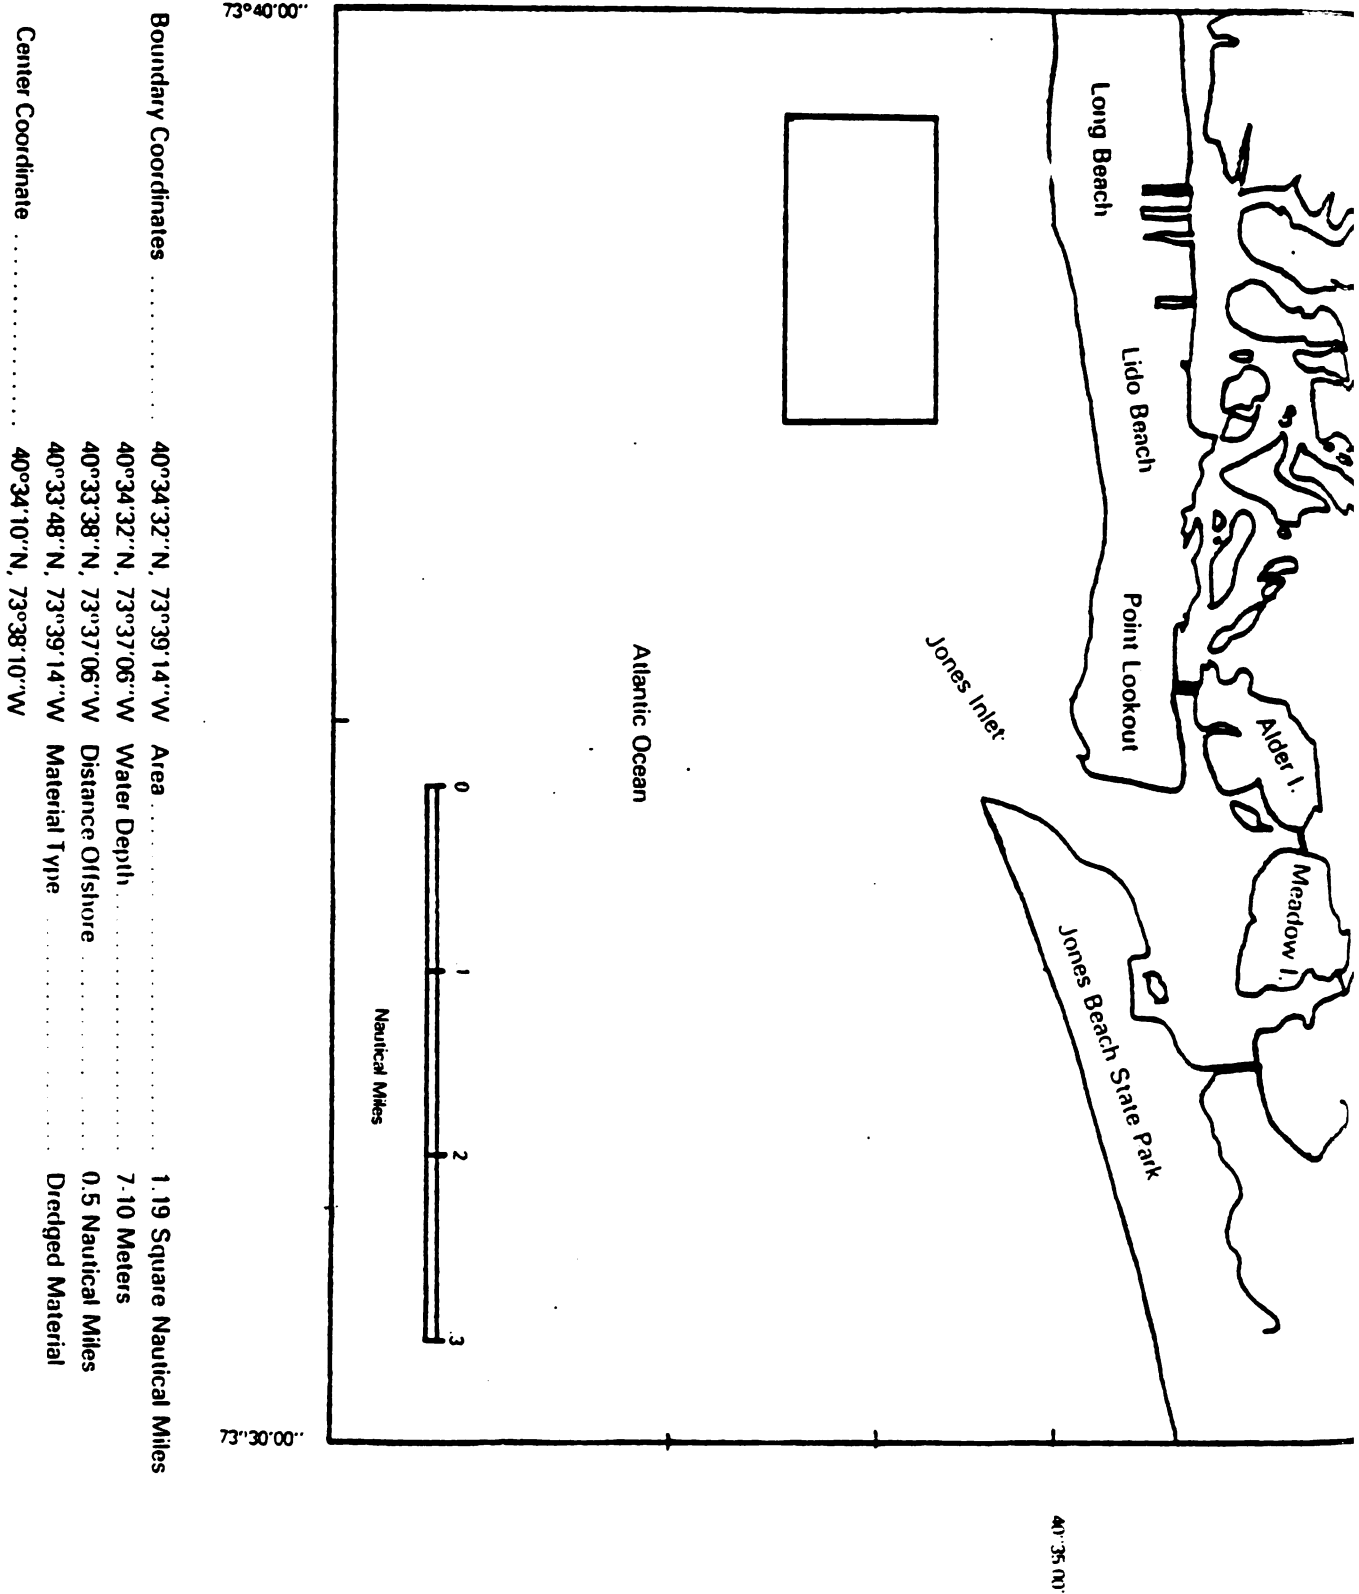 40°35'00"
73°40'00"
73°30'00"
Long Beach
Lido Beach
Point Lookout
Alder I.
Meadow I.
Jones Inlet
Jones Beach State Park
Atlantic Ocean
0 1 2 3
Nautical Miles
Boundary Coordinates .......... 40°34'32"N, 73°39'14"W Area .......... 1.19 Square Nautical Miles
40°34'32"N, 73°37'06"W Water Depth .......... 7-10 Meters
40°33'38"N, 73°37'06"W Distance Offshore .......... 0.5 Nautical Miles
40°33'48"N, 73°39'14"W Material Type .......... Dredged Material
Center Coordinate .......... 40°34'10"N, 73°38'10"W